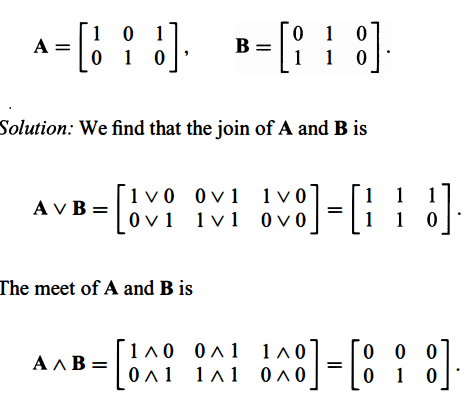 A = [1 0 1
0 1 0], B = [0 1 0
1 1 0].
Solution: We find that the join of A and B is
A ∨ B = [1 ∨ 0 0 ∨ 1 1 ∨ 0
0 ∨ 1 1 ∨ 1 0 ∨ 0] = [1 1 1
1 1 0].
The meet of A and B is
A ∧ B = [1 ∧ 0 0 ∧ 1 1 ∧ 0
0 ∧ 1 1 ∧ 1 0 ∧ 0] = [0 0 0
0 1 0].